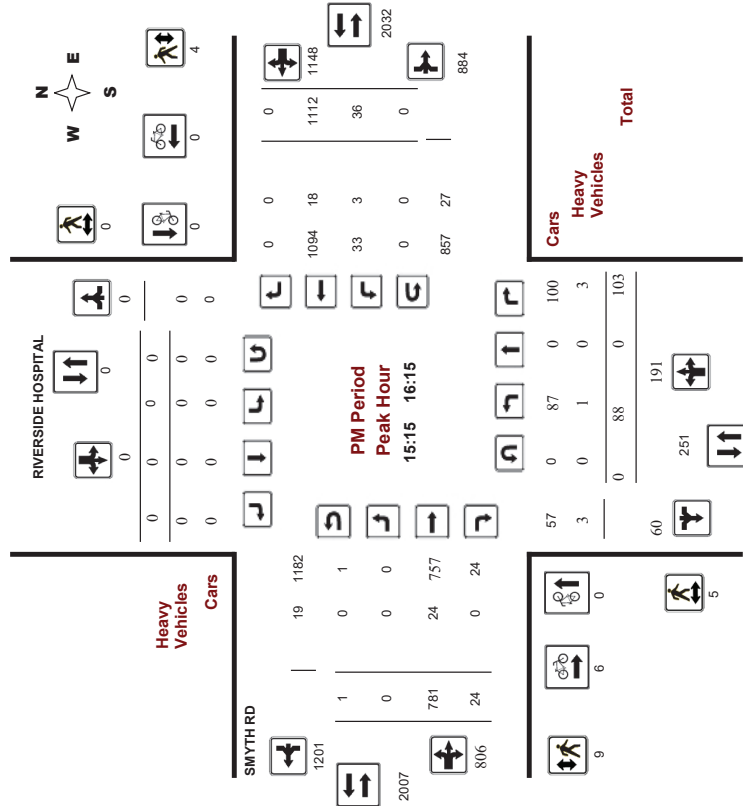 N
W E
S
4
0
0
0
2032
1148
884
0 1112 36 0
0 18 3 0 27
0 1094 33 0 857
RIVERSIDE HOSPITAL
0
0
0
0 0 0 0
0 0 0 0 0
0 0 0 0 0
Heavy
Vehicles
Cars
PM Period
Peak Hour
15:15 16:15
Cars
Heavy
Vehicles
Total
57 0 87 0 100
3 0 1 0 3
0 88 0 103
60
191
251
SMYTH RD
1182 1 0 757 24
19 0 0 24 0
1 0 781 24
1201
806
2007
0
6
9
5